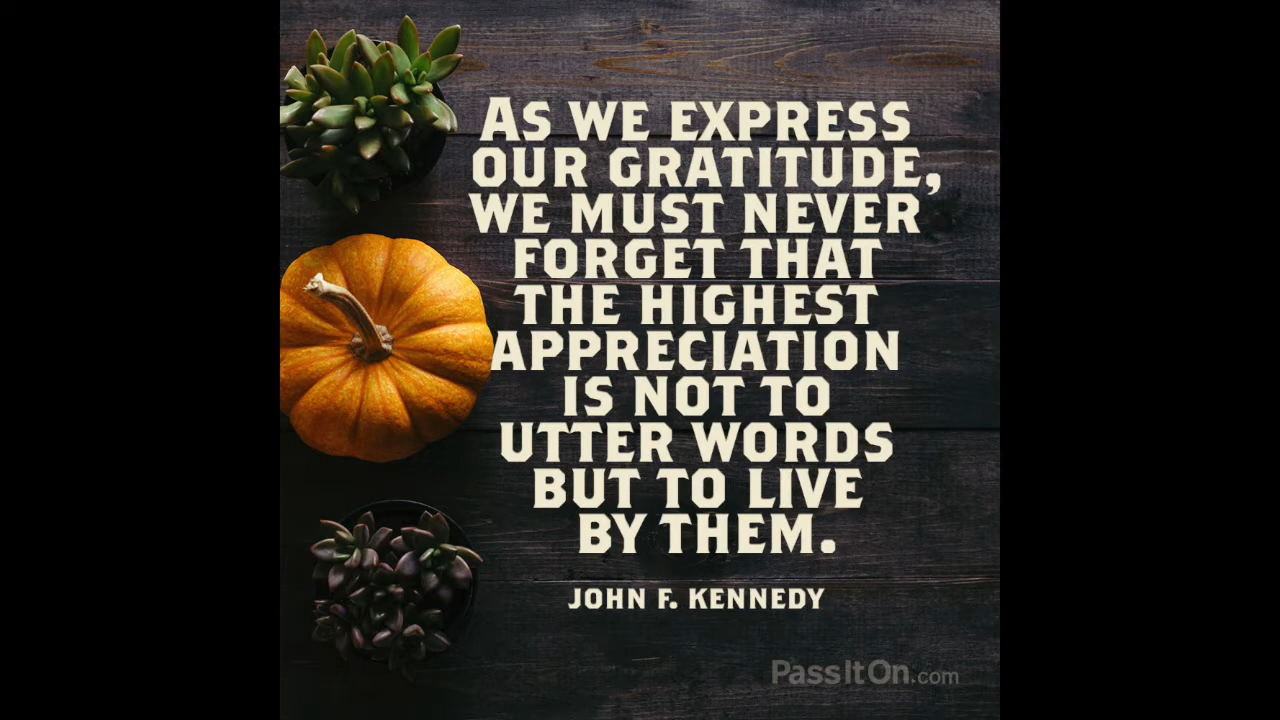 As we express
our gratitude,
we must never
forget that
the highest
appreciation
is not to
utter words
but to live
by them.
John F. Kennedy
PassItOn.com